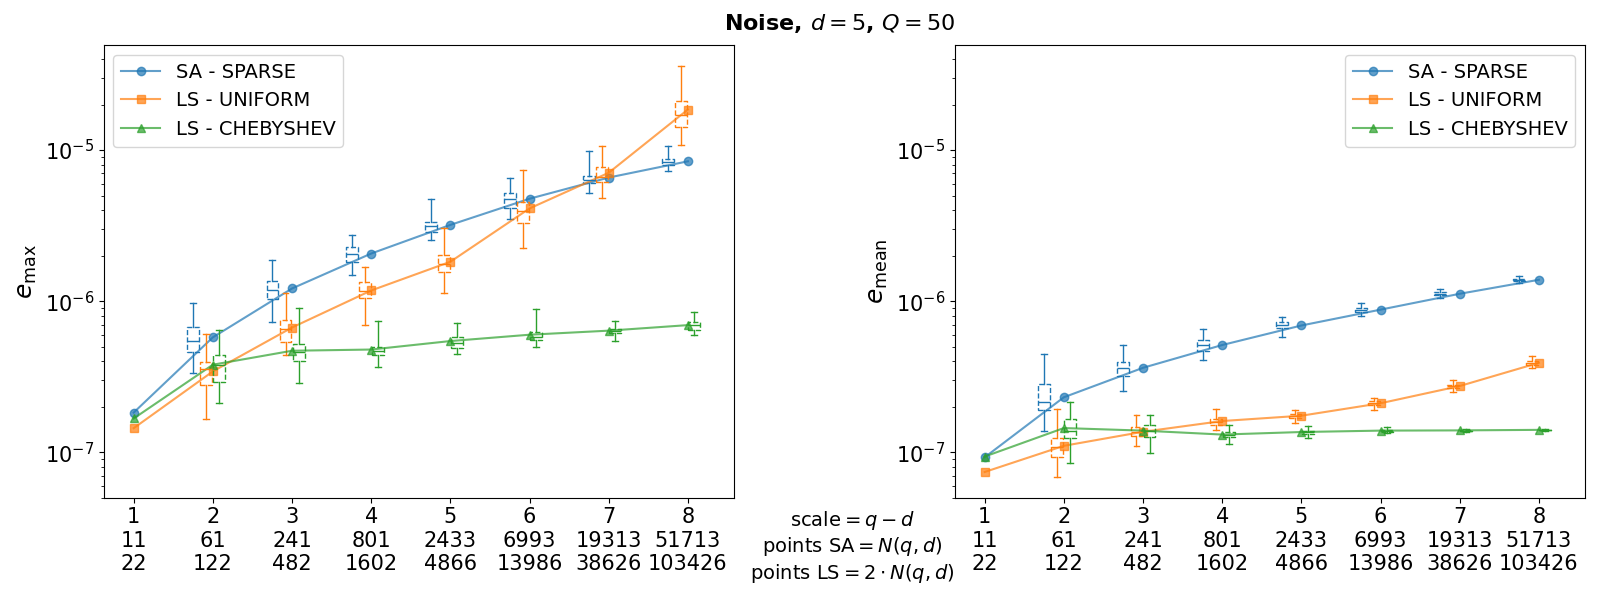 Noise, d = 5, Q = 50
SA - SPARSE
LS - UNIFORM
LS - CHEBYSHEV
10⁻⁵
10⁻⁶
10⁻⁷
e_max
1 2 3 4 5 6 7 8
11 61 241 801 2433 6993 19313 51713
22 122 482 1602 4866 13986 38626 103426
scale = q − d
points SA = N(q, d)
points LS = 2 · N(q, d)
SA - SPARSE
LS - UNIFORM
LS - CHEBYSHEV
10⁻⁵
10⁻⁶
10⁻⁷
e_mean
1 2 3 4 5 6 7 8
11 61 241 801 2433 6993 19313 51713
22 122 482 1602 4866 13986 38626 103426